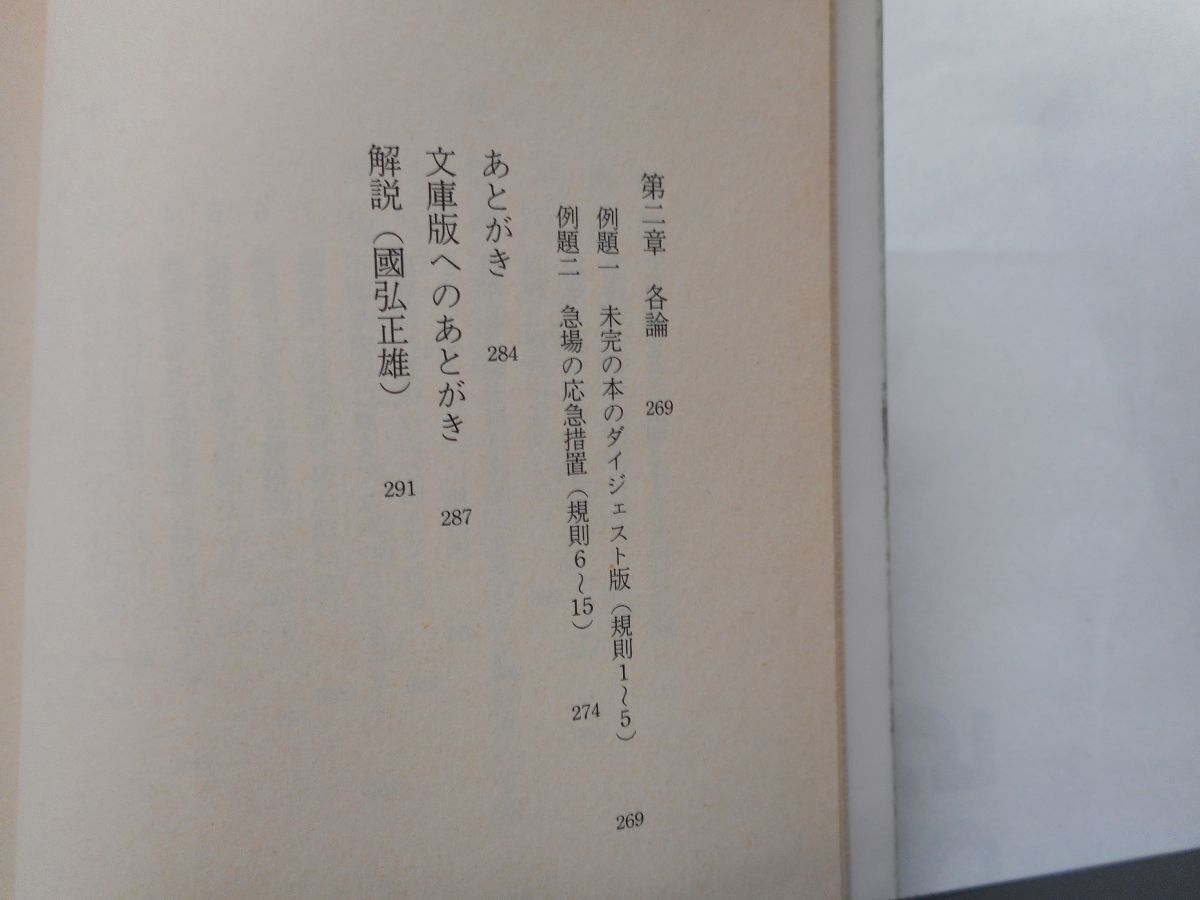 第二章　各論　269
例題一　未完の本のダイジェスト版（規則1〜5）　269
例題二　急場の応急措置（規則6〜15）　274
あとがき　284
文庫版へのあとがき　287
解説（國弘正雄）　291